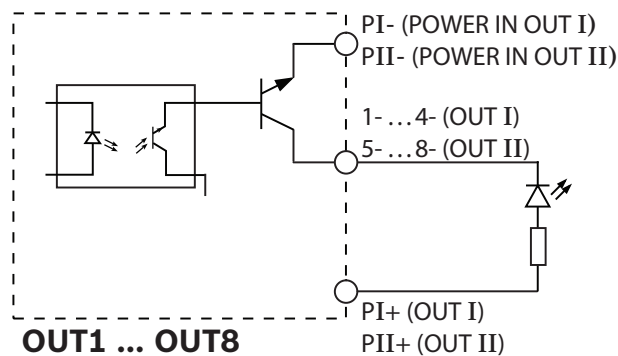 PI- (POWER IN OUT I)
PII- (POWER IN OUT II)
1- ...4- (OUT I)
5- ...8- (OUT II)
PI+ (OUT I)
PII+ (OUT II)
OUT1 ... OUT8